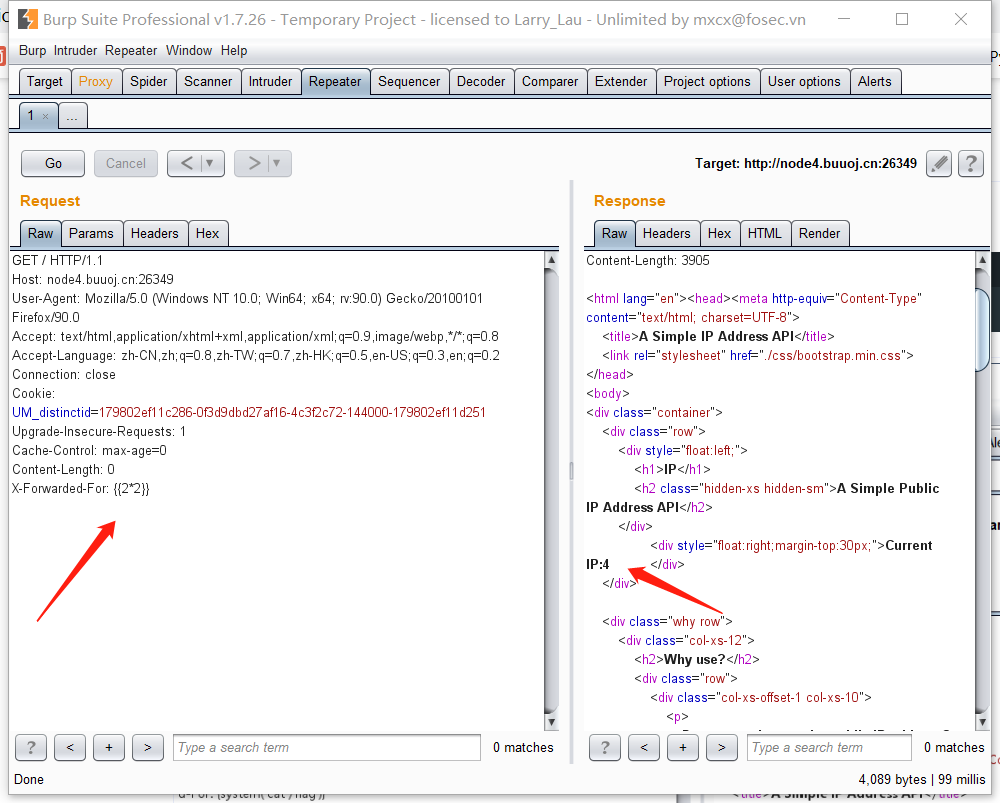 Burp Suite Professional v1.7.26 - Temporary Project - licensed to Larry_Lau - Unlimited by mxcx@fosec.vn
Burp Intruder Repeater Window Help
Target Proxy Spider Scanner Intruder Repeater Sequencer Decoder Comparer Extender Project options User options Alerts
1 × ...
Go Cancel < ▼ > ▼ Target: http://node4.buuoj.cn:26349 ?
Request
Raw Params Headers Hex
GET / HTTP/1.1
Host: node4.buuoj.cn:26349
User-Agent: Mozilla/5.0 (Windows NT 10.0; Win64; x64; rv:90.0) Gecko/20100101
Firefox/90.0
Accept: text/html,application/xhtml+xml,application/xml;q=0.9,image/webp,*/*;q=0.8
Accept-Language: zh-CN,zh;q=0.8,zh-TW;q=0.7,zh-HK;q=0.5,en-US;q=0.3,en;q=0.2
Connection: close
Cookie:
UM_distinctid=179802ef11c286-0f3d9dbd27af16-4c3f2c72-144000-179802ef11d251
Upgrade-Insecure-Requests: 1
Cache-Control: max-age=0
Content-Length: 0
X-Forwarded-For: {{2*2}}
? < + > Type a search term 0 matches
Response
Raw Headers Hex HTML Render
Content-Length: 3905
<html lang="en"><head><meta http-equiv="Content-Type"
content="text/html; charset=UTF-8">
<title>A Simple IP Address API</title>
<link rel="stylesheet" href="./css/bootstrap.min.css">
</head>
<body>
<div class="container">
<div class="row">
<div style="float:left;">
<h1>IP</h1>
<h2 class="hidden-xs hidden-sm">A Simple Public
IP Address API</h2>
</div>
<div style="float:right;margin-top:30px;">Current
IP:4 </div>
</div>
<div class="why row">
<div class="col-xs-12">
<h2>Why use?</h2>
<div class="row">
<div class="col-xs-offset-1 col-xs-10">
<p>
? < + > Type a search term 0 matches
Done 4,089 bytes | 99 millis